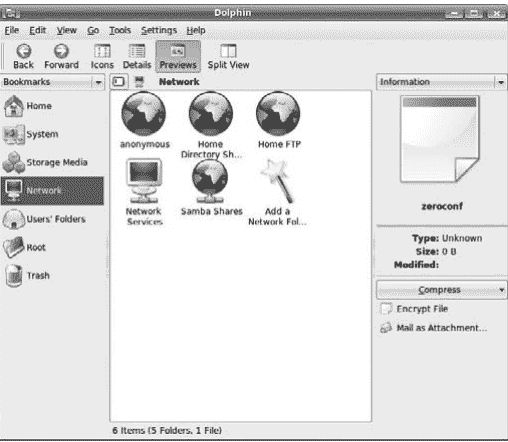 Dolphin
File Edit View Go Tools Settings Help
Back Forward Icons Details Previews Split View
Bookmarks
Network
Information
Home
System
Storage Media
Network
Users' Folders
Root
Trash
anonymous
Home
Directory Sh...
Home FTP
Network
Services
Samba Shares
Add a
Network Fol...
zeroconf
Type: Unknown
Size: 0 B
Modified:
Compress
Encrypt File
Mail as Attachment...
6 Items (5 Folders, 1 File)